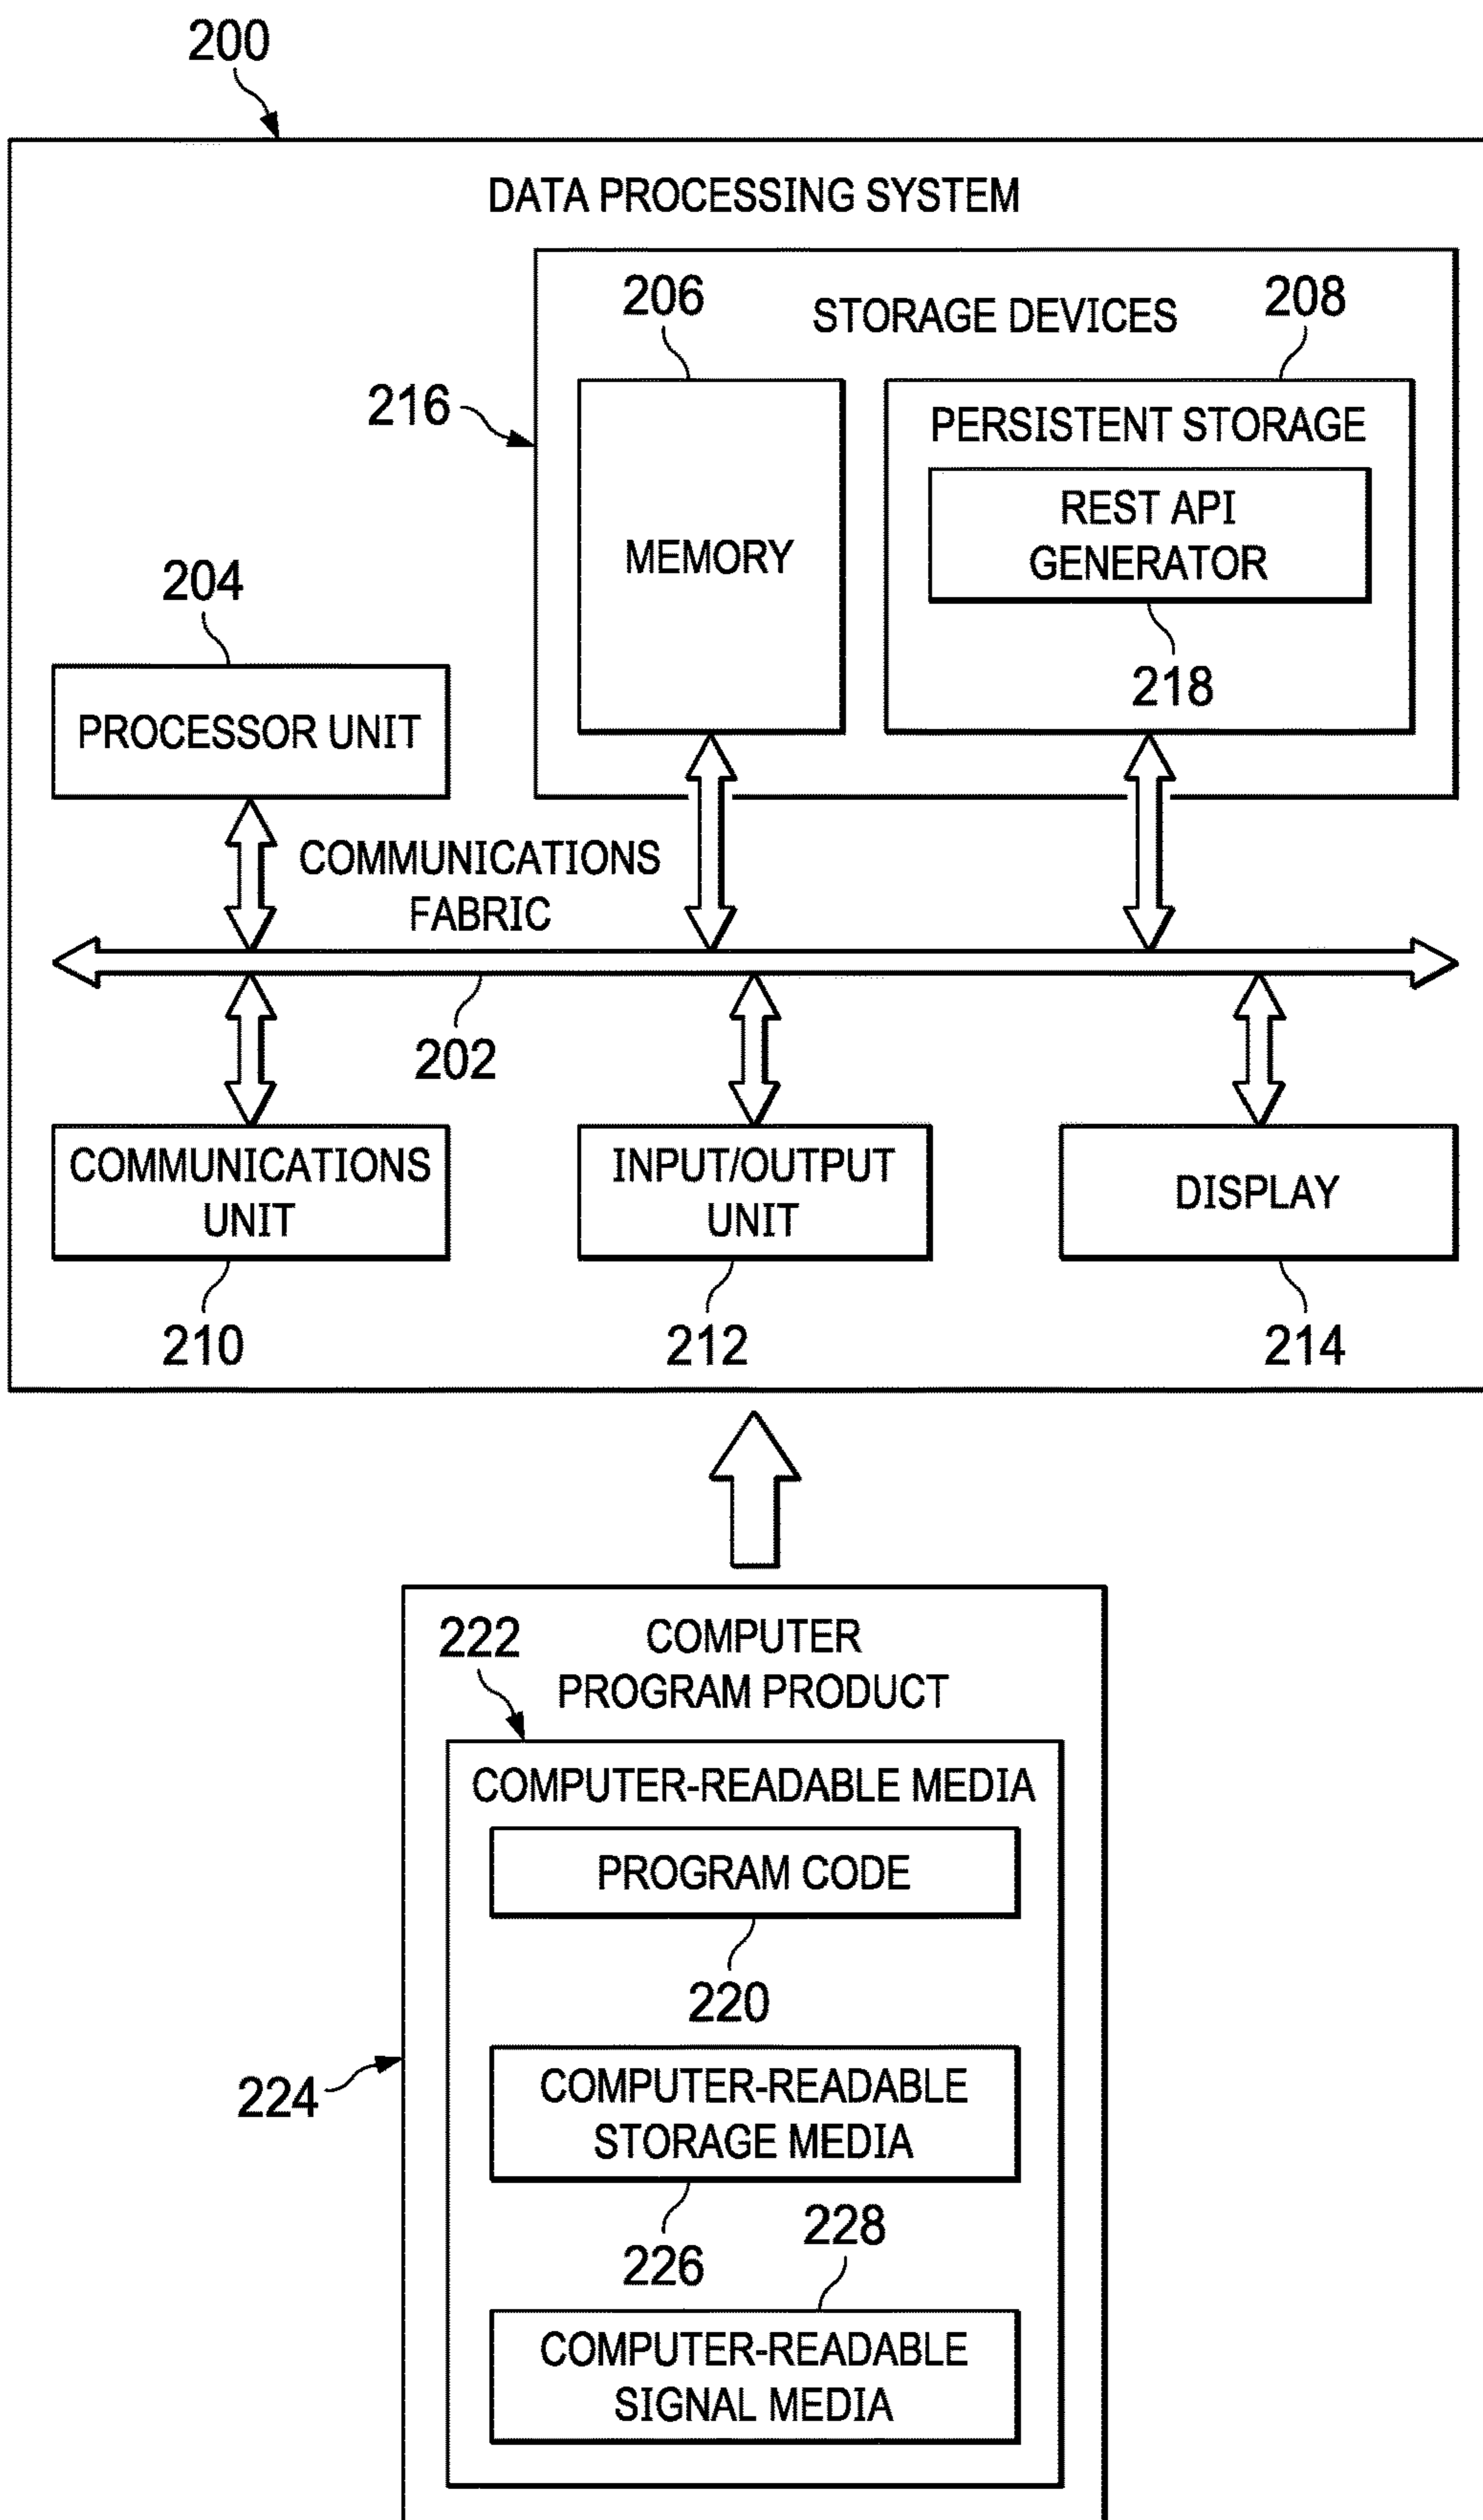 200
DATA PROCESSING SYSTEM
206
STORAGE DEVICES
208
216
PERSISTENT STORAGE
REST API
GENERATOR
MEMORY
204
218
PROCESSOR UNIT
COMMUNICATIONS
FABRIC
202
COMMUNICATIONS
UNIT
INPUT/OUTPUT
UNIT
DISPLAY
210
212
214
222
COMPUTER
PROGRAM PRODUCT
COMPUTER-READABLE MEDIA
PROGRAM CODE
220
224
COMPUTER-READABLE
STORAGE MEDIA
226
228
COMPUTER-READABLE
SIGNAL MEDIA